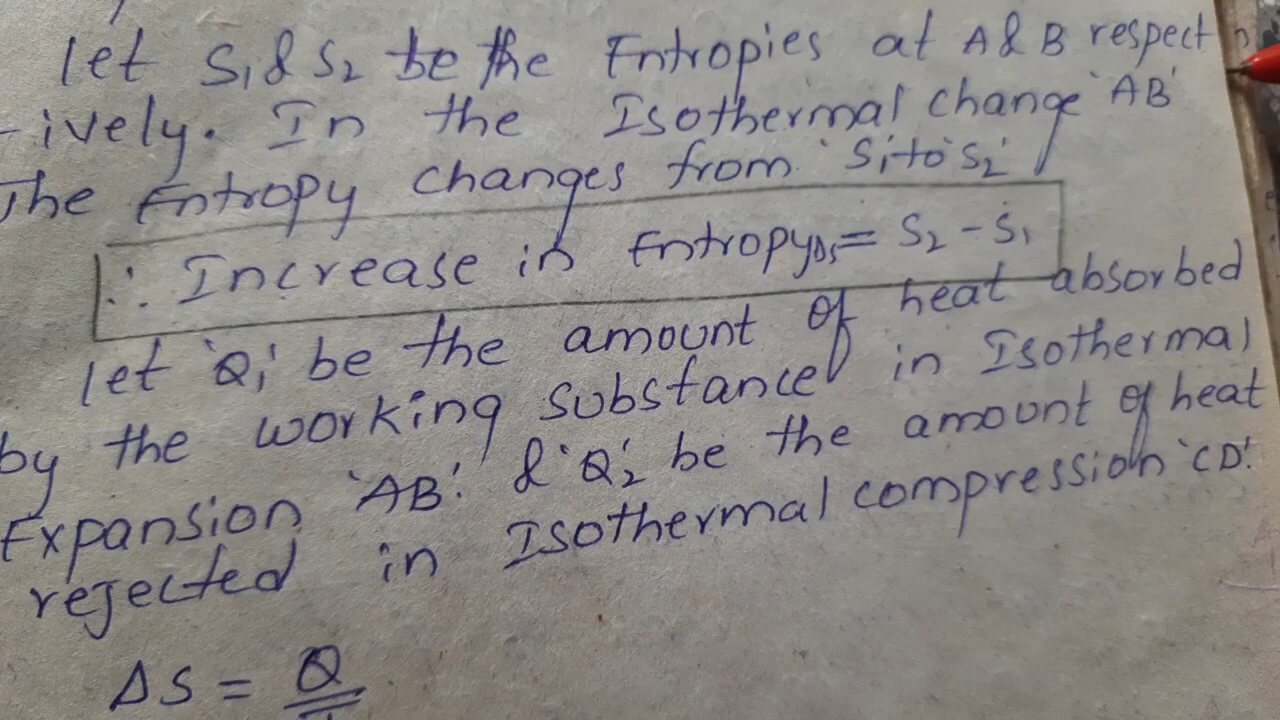 let S₁ & S₂ be the Entropies at A & B respect
-ively. In the Isothermal change 'AB'
The Entropy changes from 'S₁' to 'S₂'
∴ Increase in Entropy ΔS = S₂ - S₁
let 'Q₁' be the amount of heat absorbed
by the working substance in Isothermal
Expansion 'AB'. & 'Q₂' be the amount of heat
rejected in Isothermal compression 'CD'.
ΔS = Q